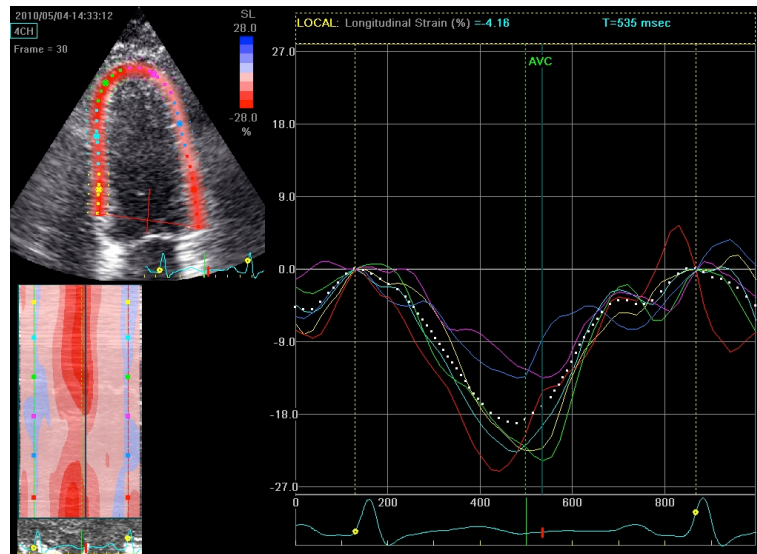 2010/05/04-14:33:12
4CH
Frame = 30
SL
28.0
-28.0
%
LOCAL: Longitudinal Strain (%) =-4.16 T=535 msec
AVC
27.0
18.0
9.0
0.0
-9.0
-18.0
-27.0
0 200 400 600 800